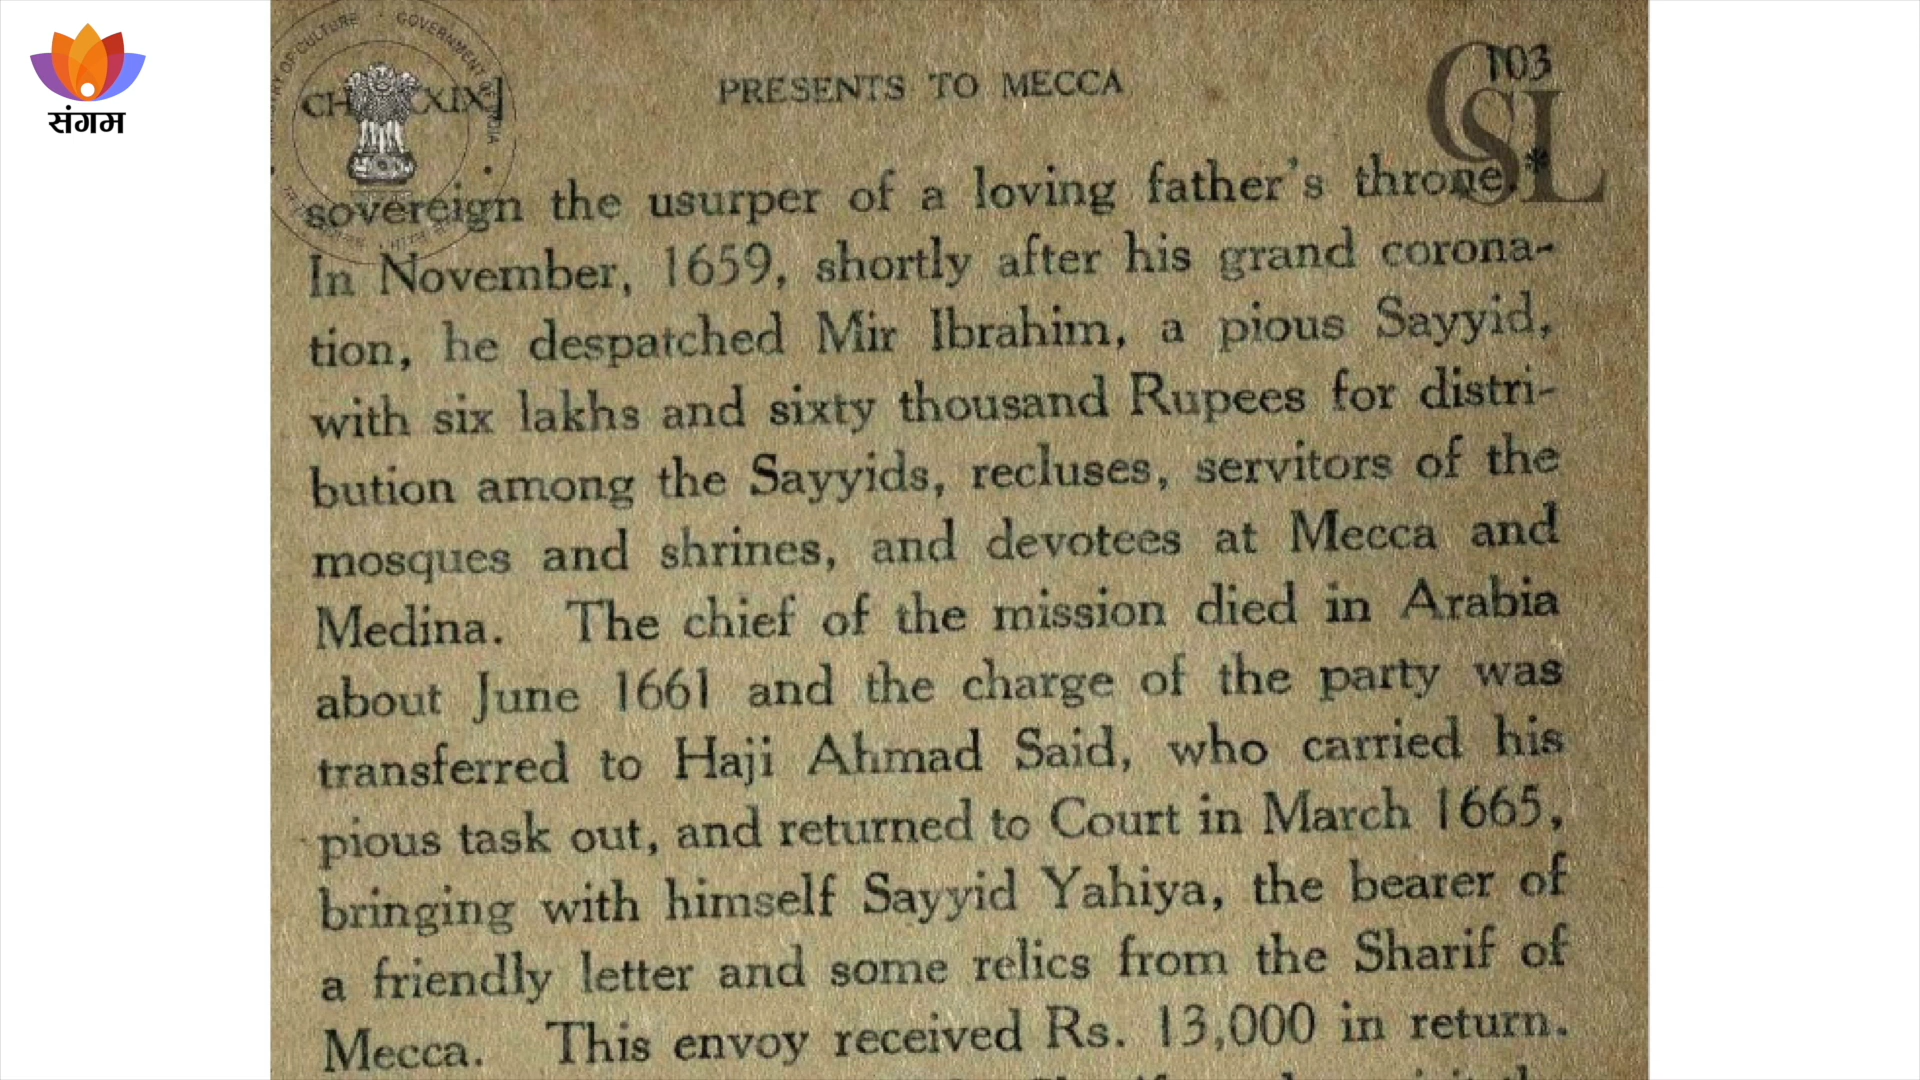 संगम
PRESENTS TO MECCA
103
CSL
sovereign the usurper of a loving father's throne.*
In November, 1659, shortly after his grand corona-
tion, he despatched Mir Ibrahim, a pious Sayyid,
with six lakhs and sixty thousand Rupees for distri-
bution among the Sayyids, recluses, servitors of the
mosques and shrines, and devotees at Mecca and
Medina. The chief of the mission died in Arabia
about June 1661 and the charge of the party was
transferred to Haji Ahmad Said, who carried his
pious task out, and returned to Court in March 1665,
bringing with himself Sayyid Yahiya, the bearer of
a friendly letter and some relics from the Sharif of
Mecca. This envoy received Rs. 13,000 in return.